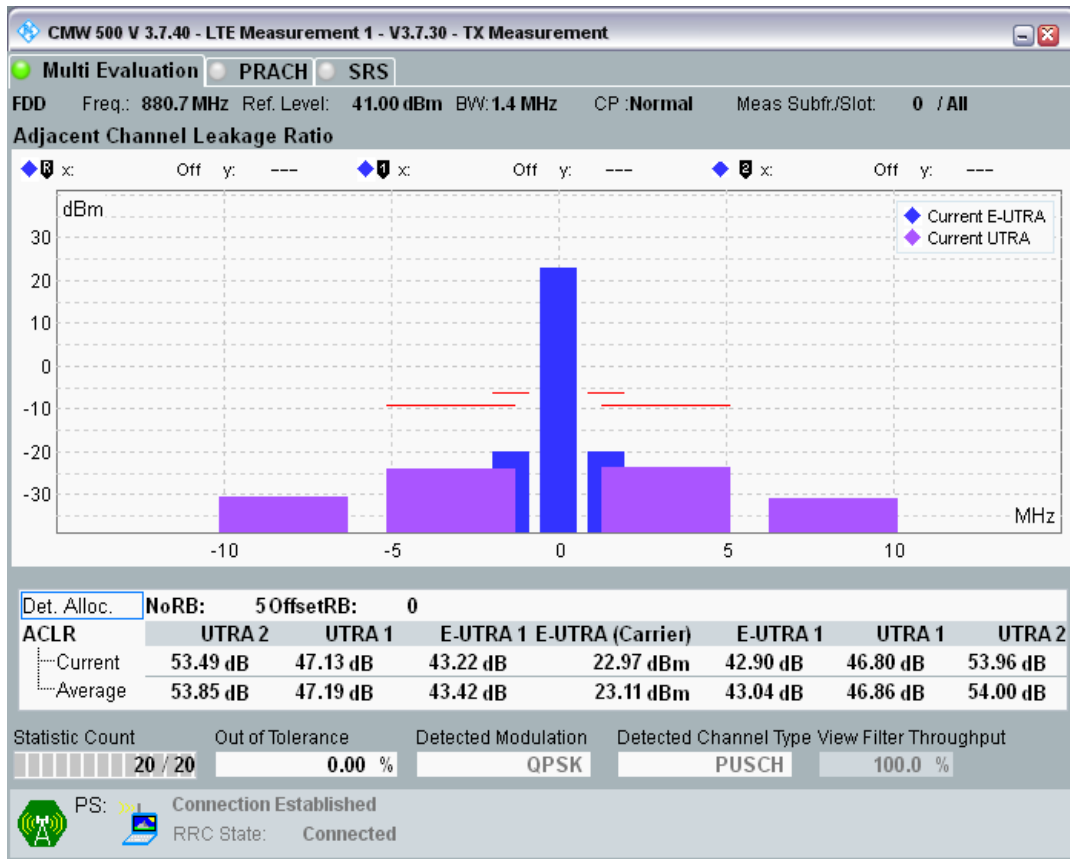 CMW 500 V 3.7.40 - LTE Measurement 1 - V3.7.30 - TX Measurement
Multi Evaluation PRACH SRS
FDD Freq.: 880.7 MHz Ref. Level: 41.00 dBm BW: 1.4 MHz CP :Normal Meas Subfr./Slot: 0 / All
Adjacent Channel Leakage Ratio
R x: Off y: --- 1 x: Off y: --- 2 x: Off y: ---
dBm
Current E-UTRA
Current UTRA
30
20
10
0
-10
-20
-30
MHz
-10 -5 0 5 10
Det. Alloc. NoRB: 5 OffsetRB: 0
ACLR UTRA 2 UTRA 1 E-UTRA 1 E-UTRA (Carrier) E-UTRA 1 UTRA 1 UTRA 2
Current 53.49 dB 47.13 dB 43.22 dB 22.97 dBm 42.90 dB 46.80 dB 53.96 dB
Average 53.85 dB 47.19 dB 43.42 dB 23.11 dBm 43.04 dB 46.86 dB 54.00 dB
Statistic Count Out of Tolerance Detected Modulation Detected Channel Type View Filter Throughput
20 / 20 0.00 % QPSK PUSCH 100.0 %
PS: Connection Established
RRC State: Connected